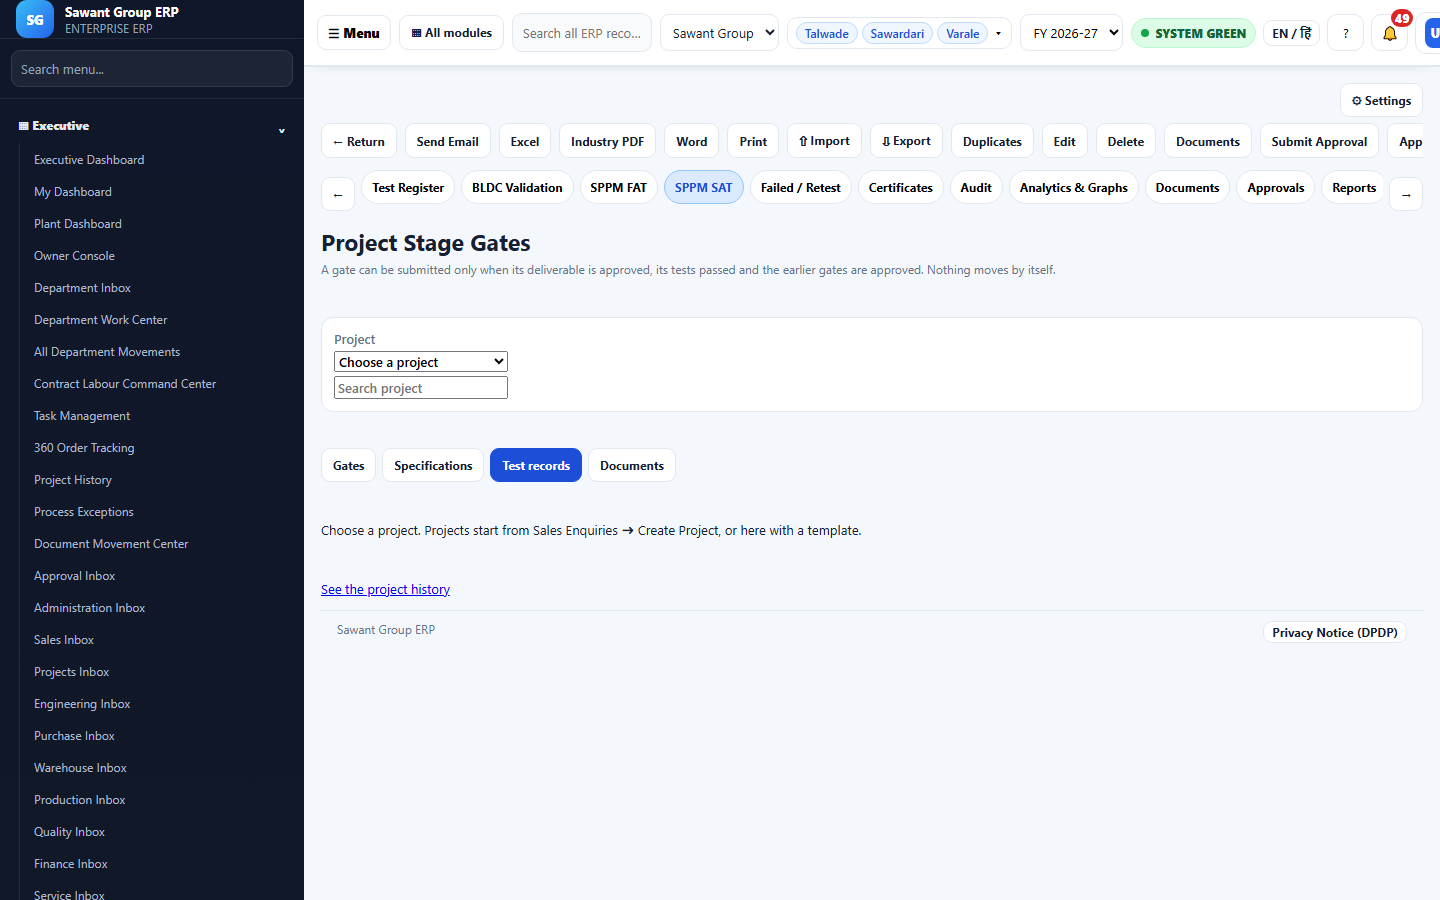 SG
Sawant Group ERP
ENTERPRISE ERP
☰ Menu
▦ All modules
Search all ERP reco...
Sawant Group
Talwade
Sawardari
Varale
FY 2026-27
SYSTEM GREEN
EN / हिं
?
49
U
Search menu...
Executive
Executive Dashboard
My Dashboard
Plant Dashboard
Owner Console
Department Inbox
Department Work Center
All Department Movements
Contract Labour Command Center
Task Management
360 Order Tracking
Project History
Process Exceptions
Document Movement Center
Approval Inbox
Administration Inbox
Sales Inbox
Projects Inbox
Engineering Inbox
Purchase Inbox
Warehouse Inbox
Production Inbox
Quality Inbox
Finance Inbox
Service Inbox
⚙ Settings
← Return
Send Email
Excel
Industry PDF
Word
Print
⇧ Import
⇩ Export
Duplicates
Edit
Delete
Documents
Submit Approval
App
←
Test Register
BLDC Validation
SPPM FAT
SPPM SAT
Failed / Retest
Certificates
Audit
Analytics & Graphs
Documents
Approvals
Reports
→
Project Stage Gates
A gate can be submitted only when its deliverable is approved, its tests passed and the earlier gates are approved. Nothing moves by itself.
Project
Choose a project
Search project
Gates
Specifications
Test records
Documents
Choose a project. Projects start from Sales Enquiries → Create Project, or here with a template.
See the project history
Sawant Group ERP
Privacy Notice (DPDP)